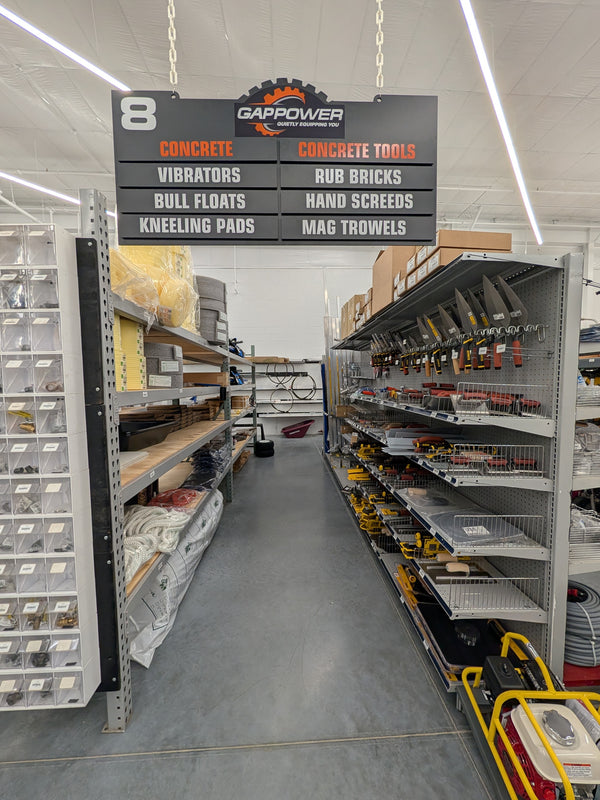 8
GAPPOWER
QUIETLY EQUIPPING YOU
CONCRETE
CONCRETE TOOLS
VIBRATORS
RUB BRICKS
BULL FLOATS
HAND SCREEDS
KNEELING PADS
MAG TROWELS